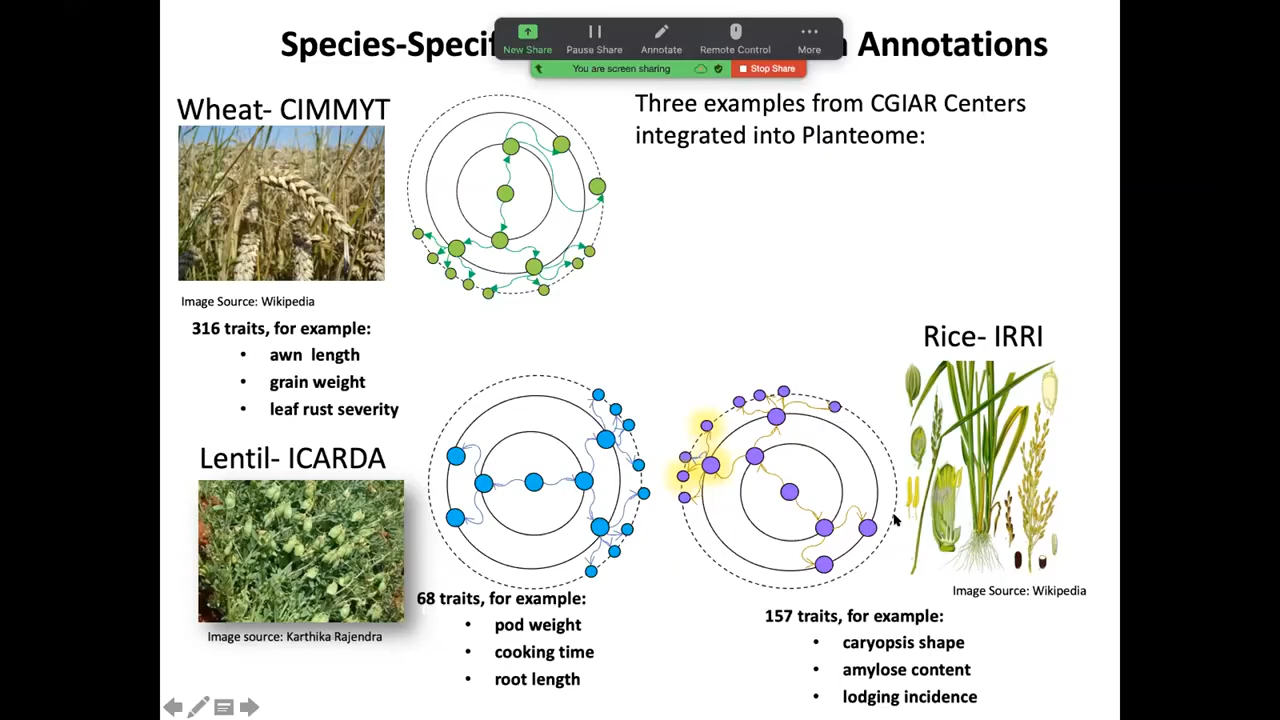 Species-Specif
Annotations
New Share
Pause Share
Annotate
Remote Control
More
You are screen sharing
Stop Share
Wheat- CIMMYT
Three examples from CGIAR Centers
integrated into Planteome:
Image Source: Wikipedia
316 traits, for example:
• awn length
• grain weight
• leaf rust severity
Rice- IRRI
Lentil- ICARDA
Image source: Karthika Rajendra
68 traits, for example:
• pod weight
• cooking time
• root length
Image Source: Wikipedia
157 traits, for example:
• caryopsis shape
• amylose content
• lodging incidence